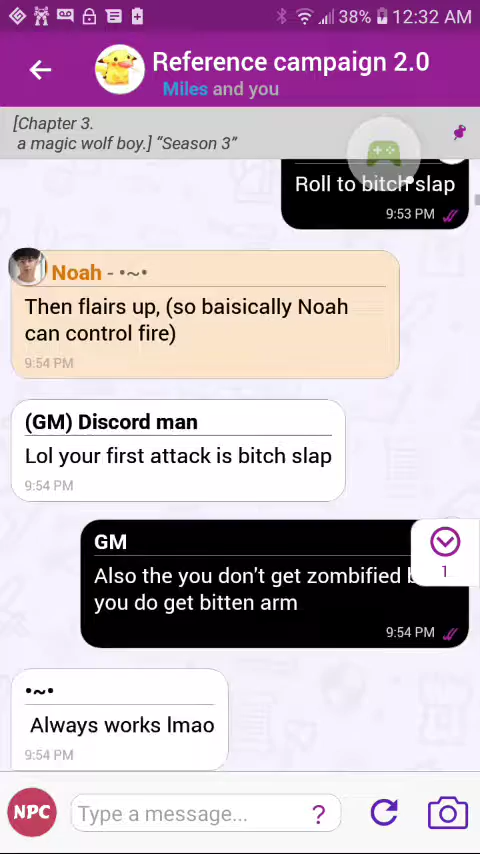 38% 12:32 AM
Reference campaign 2.0
Miles and you
[Chapter 3.
a magic wolf boy.] “Season 3”
Roll to bitch slap
9:53 PM
Noah - •~•
Then flairs up, (so baisically Noah
can control fire)
9:54 PM
(GM) Discord man
Lol your first attack is bitch slap
9:54 PM
GM
Also the you don't get zombified
you do get bitten arm
9:54 PM
1
•~•
Always works lmao
9:54 PM
NPC
Type a message... ?